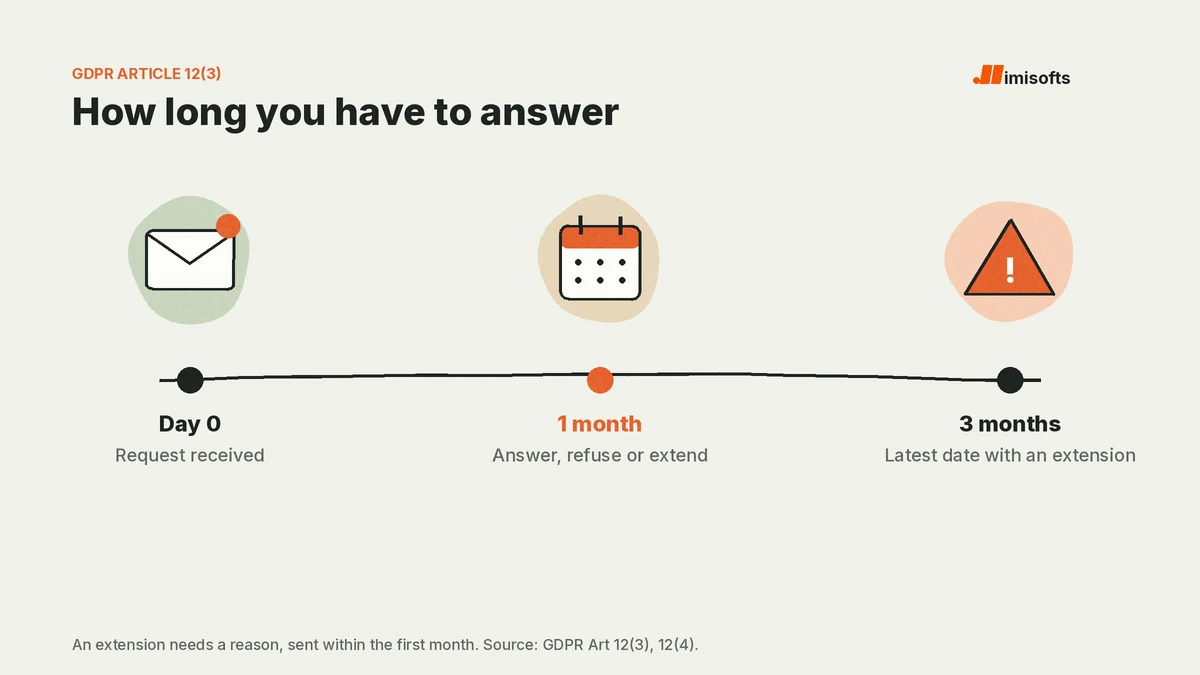 GDPR ARTICLE 12(3)
imisofts
How long you have to answer
!
Day 0
1 month
3 months
Request received
Answer, refuse or extend
Latest date with an extension
An extension needs a reason, sent within the first month. Source: GDPR Art 12(3), 12(4).